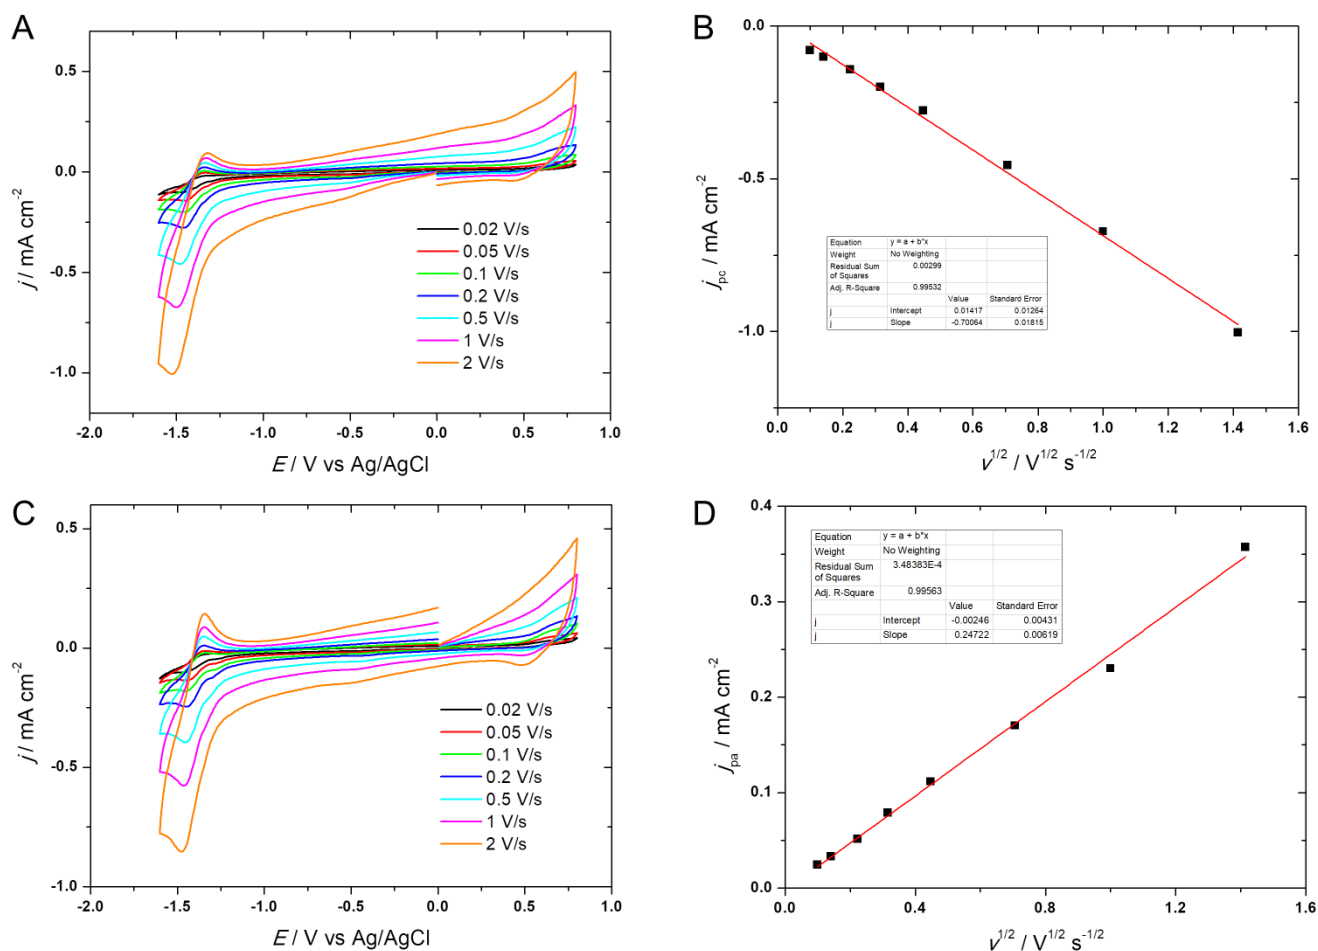 A
0.5
0.0
-0.5
-1.0
j / mA cm-2
0.02 V/s
0.05 V/s
0.1 V/s
0.2 V/s
0.5 V/s
1 V/s
2 V/s
-2.0 -1.5 -1.0 -0.5 0.0 0.5 1.0
E / V vs Ag/AgCl
B
0.0
-0.5
-1.0
jpc / mA cm-2
Equation y = a + b*x
Weight No Weighting
Residual Sum of Squares 0.00299
Adj. R-Square 0.99532
Value Standard Error
j Intercept 0.01417 0.01264
j Slope -0.70064 0.01815
0.0 0.2 0.4 0.6 0.8 1.0 1.2 1.4 1.6
v1/2 / V1/2 s-1/2
C
0.5
0.0
-0.5
-1.0
j / mA cm-2
0.02 V/s
0.05 V/s
0.1 V/s
0.2 V/s
0.5 V/s
1 V/s
2 V/s
-2.0 -1.5 -1.0 -0.5 0.0 0.5 1.0
E / V vs Ag/AgCl
D
0.4
0.3
0.2
0.1
0.0
jpa / mA cm-2
Equation y = a + b*x
Weight No Weighting
Residual Sum of Squares 3.48383E-4
Adj. R-Square 0.99563
Value Standard Error
j Intercept -0.00246 0.00431
j Slope 0.24722 0.00619
0.0 0.4 0.8 1.2 1.6
v1/2 / V1/2 s-1/2